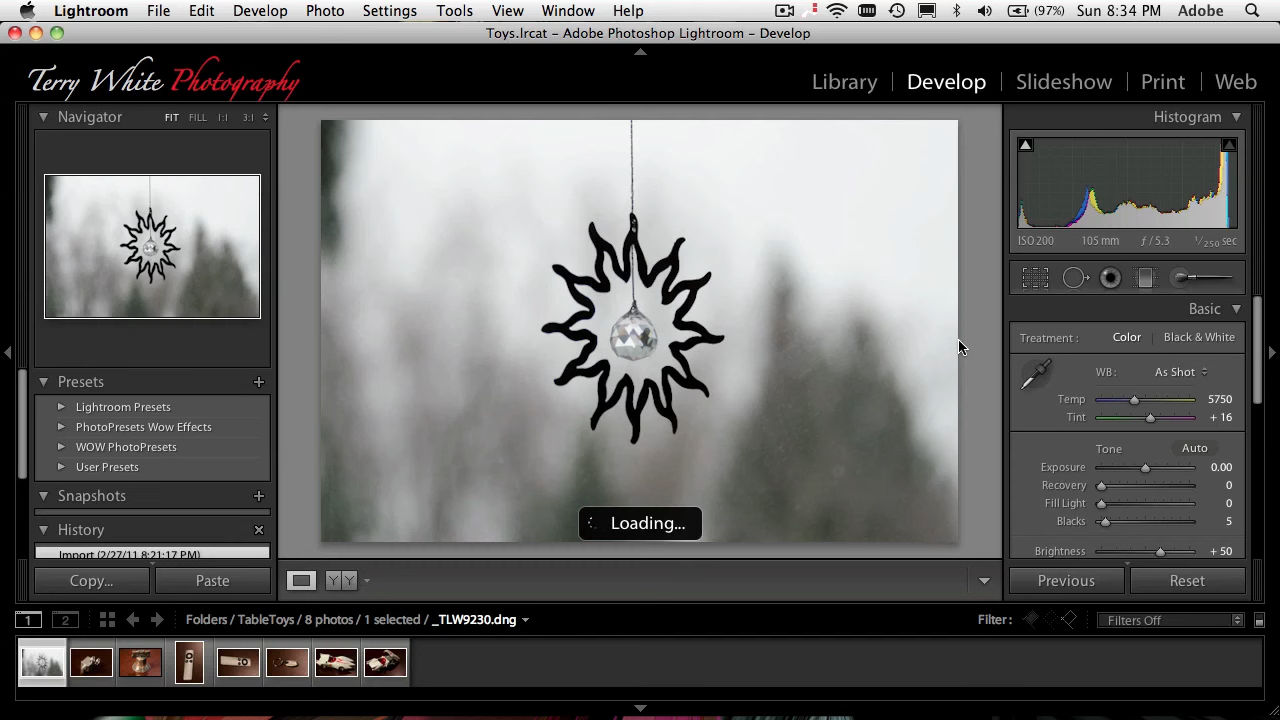 Lightroom File Edit Develop Photo Settings Tools View Window Help (97%) Sun 8:34 PM Adobe
Toys.lrcat – Adobe Photoshop Lightroom – Develop
Terry White Photography
Library Develop Slideshow Print Web
Navigator FIT FILL 1:1 3:1
Histogram
ISO 200 105 mm ƒ / 5.3 1/250 sec
Basic
Treatment : Color Black & White
WB: As Shot
Temp 5750
Tint + 16
Tone Auto
Exposure 0.00
Recovery 0
Fill Light 0
Blacks 5
Brightness + 50
Presets
Lightroom Presets
PhotoPresets Wow Effects
WOW PhotoPresets
User Presets
Snapshots
History
Import (2/27/11 8:21:17 PM)
Loading...
Copy... Paste
Y Y
Previous Reset
1 2 Folders / TableToys / 8 photos / 1 selected / _TLW9230.dng Filter : Filters Off